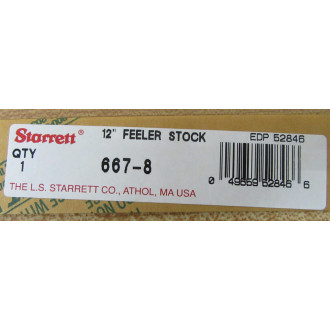 Starrett®
12" FEELER STOCK
EDP 52846
QTY
1
667-8
0 49659 52846 6
THE L.S. STARRETT CO., ATHOL, MA USA